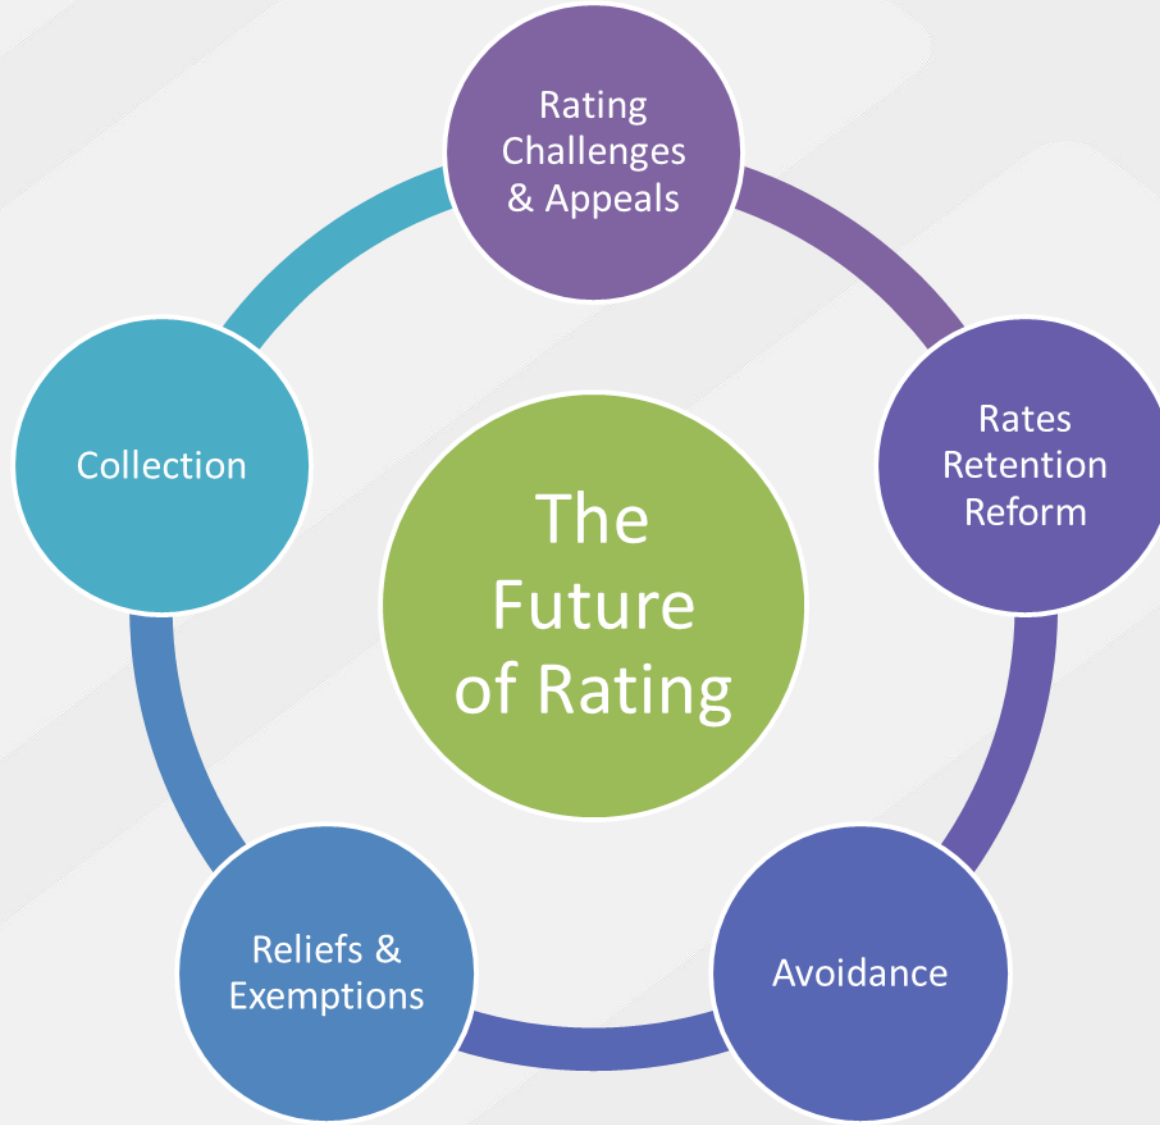 Rating
Challenges
& Appeals
Rates
Retention
Reform
Collection
The
Future
of Rating
Reliefs &
Exemptions
Avoidance